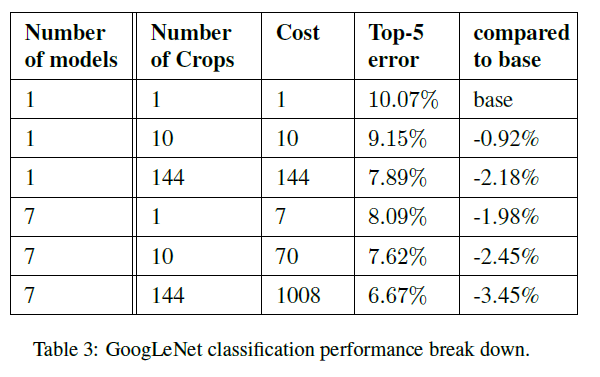 Number of models Number of Crops Cost Top-5 error compared to base
1 1 1 10.07% base
1 10 10 9.15% -0.92%
1 144 144 7.89% -2.18%
7 1 7 8.09% -1.98%
7 10 70 7.62% -2.45%
7 144 1008 6.67% -3.45%
Table 3: GoogLeNet classification performance break down.